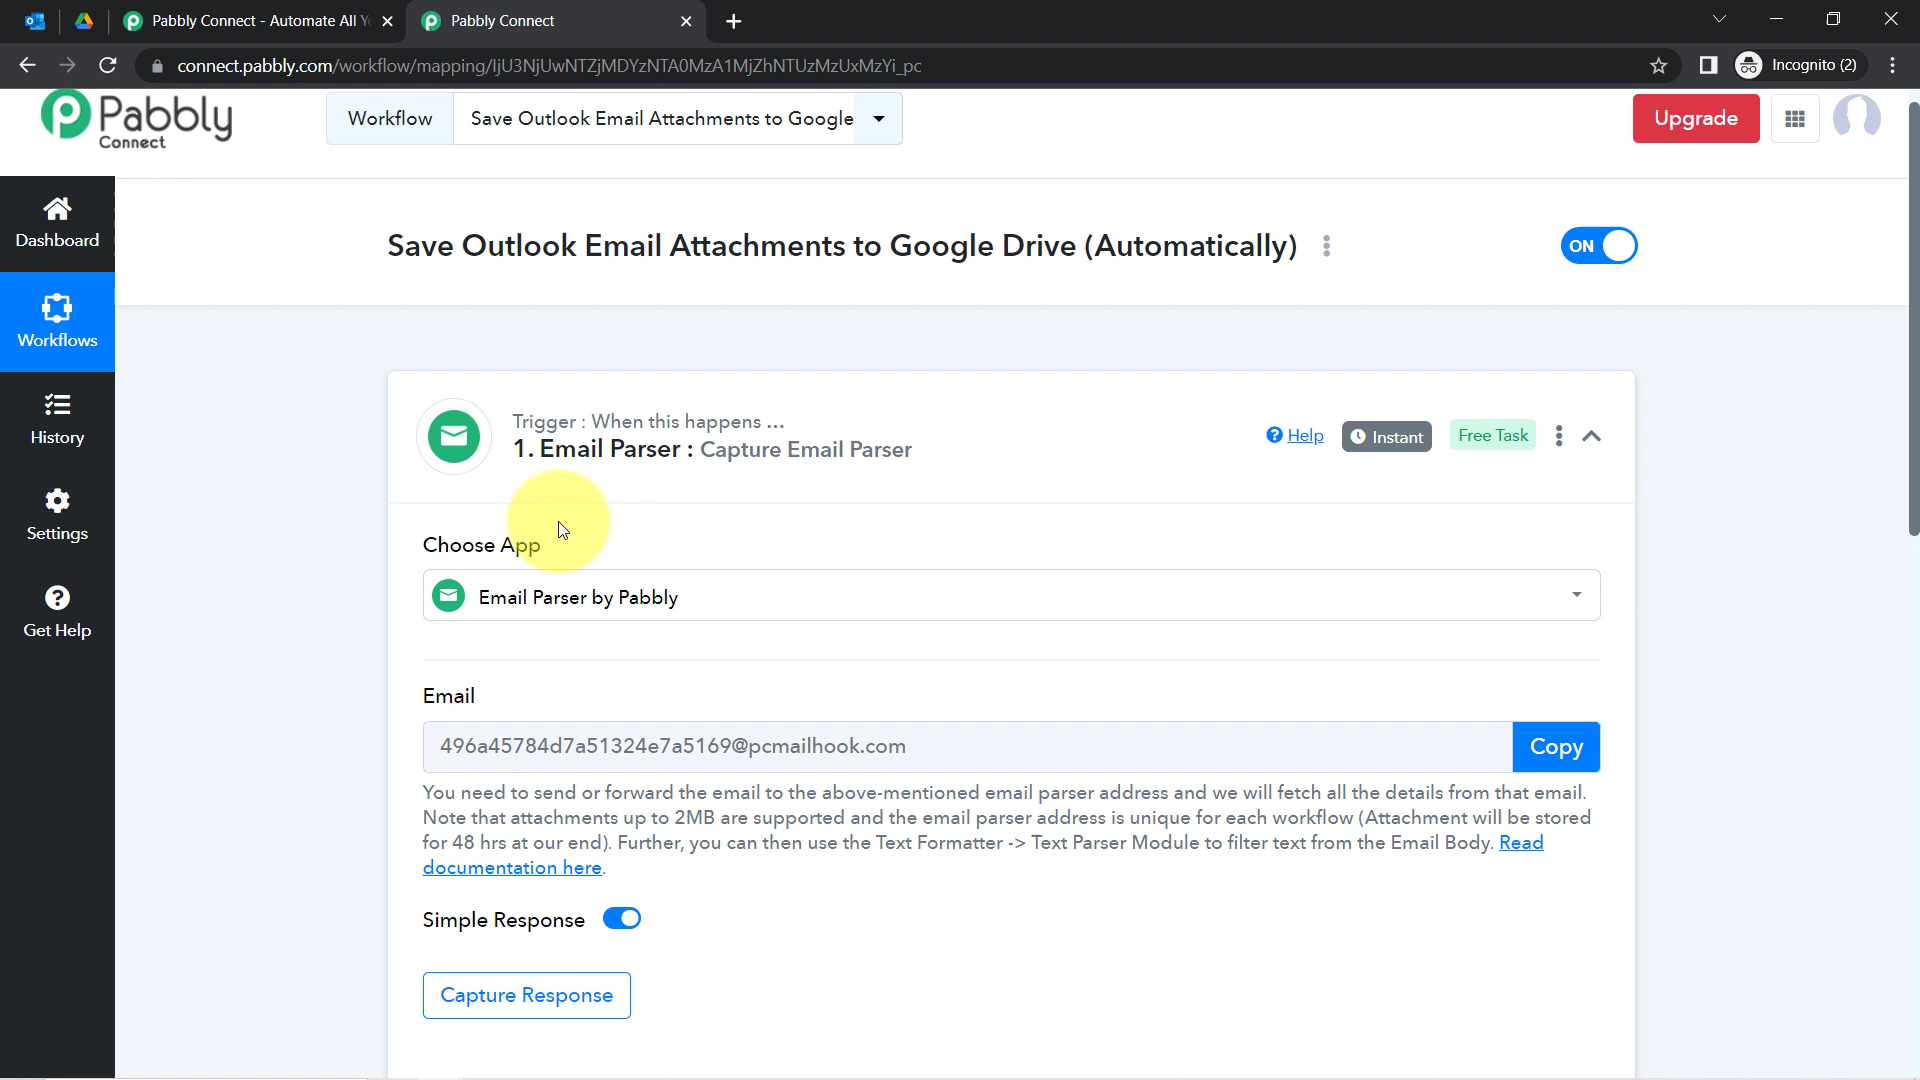 Pabbly Connect - Automate All Y
Pabbly Connect
connect.pabbly.com/workflow/mapping/IjU3NjUwNTZjMDYzNTA0MzA1MjZhNTUzMzUxMzYi_pc
Incognito (2)
Pabbly
Connect
Workflow
Save Outlook Email Attachments to Google
Upgrade
Dashboard
Workflows
History
Settings
Get Help
Save Outlook Email Attachments to Google Drive (Automatically)
ON
Trigger : When this happens ...
1. Email Parser : Capture Email Parser
Help
Instant
Free Task
Choose App
Email Parser by Pabbly
Email
496a45784d7a51324e7a5169@pcmailhook.com
Copy
You need to send or forward the email to the above-mentioned email parser address and we will fetch all the details from that email.
Note that attachments up to 2MB are supported and the email parser address is unique for each workflow (Attachment will be stored
for 48 hrs at our end). Further, you can then use the Text Formatter -> Text Parser Module to filter text from the Email Body. Read
documentation here.
Simple Response
Capture Response